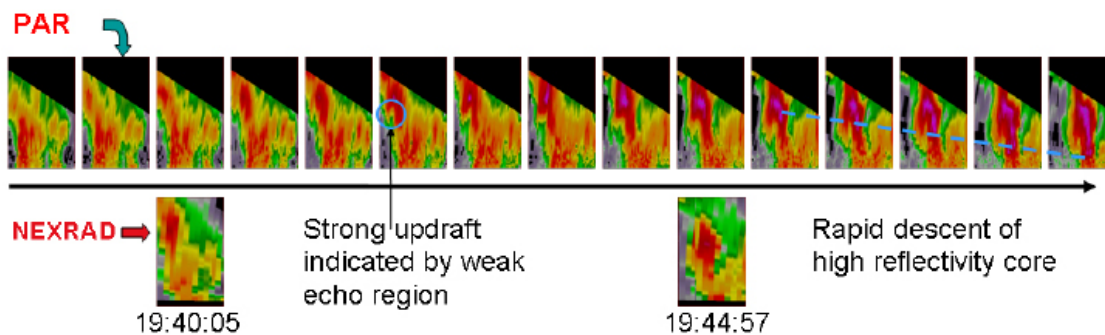 PAR
NEXRAD
Strong updraft
indicated by weak
echo region
Rapid descent of
high reflectivity core
19:40:05
19:44:57